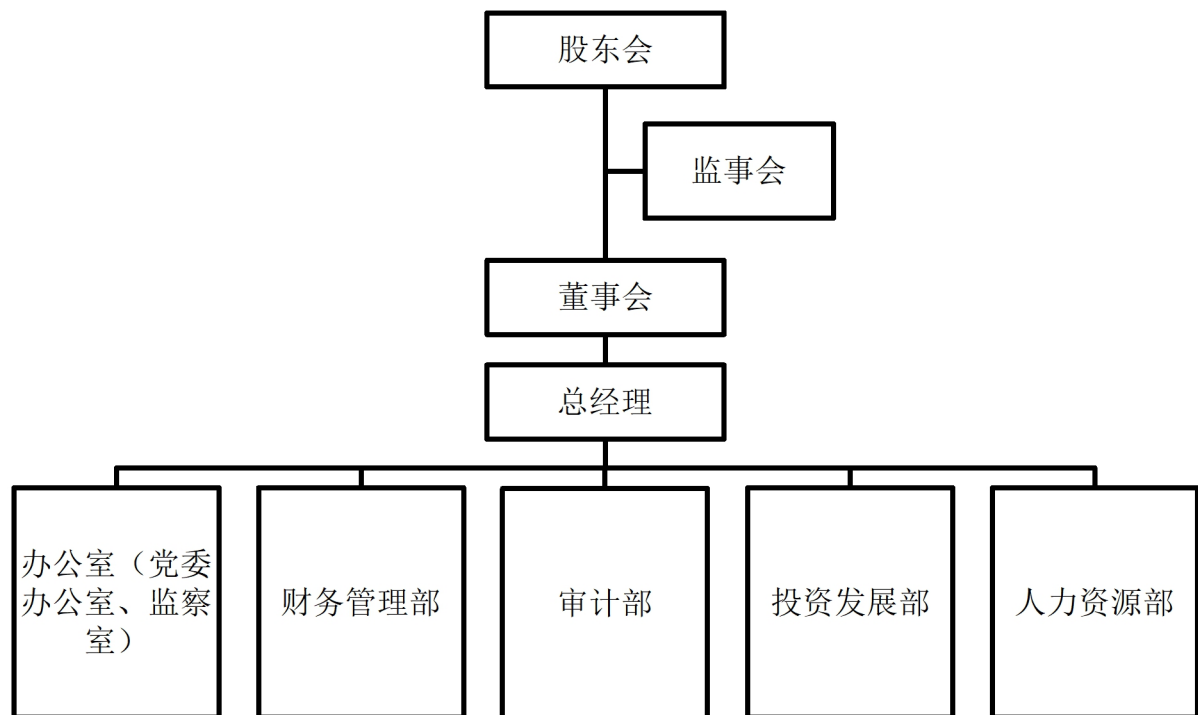 股东会
监事会
董事会
总经理
办公室（党委
办公室、监察
室）
财务管理部
审计部
投资发展部
人力资源部